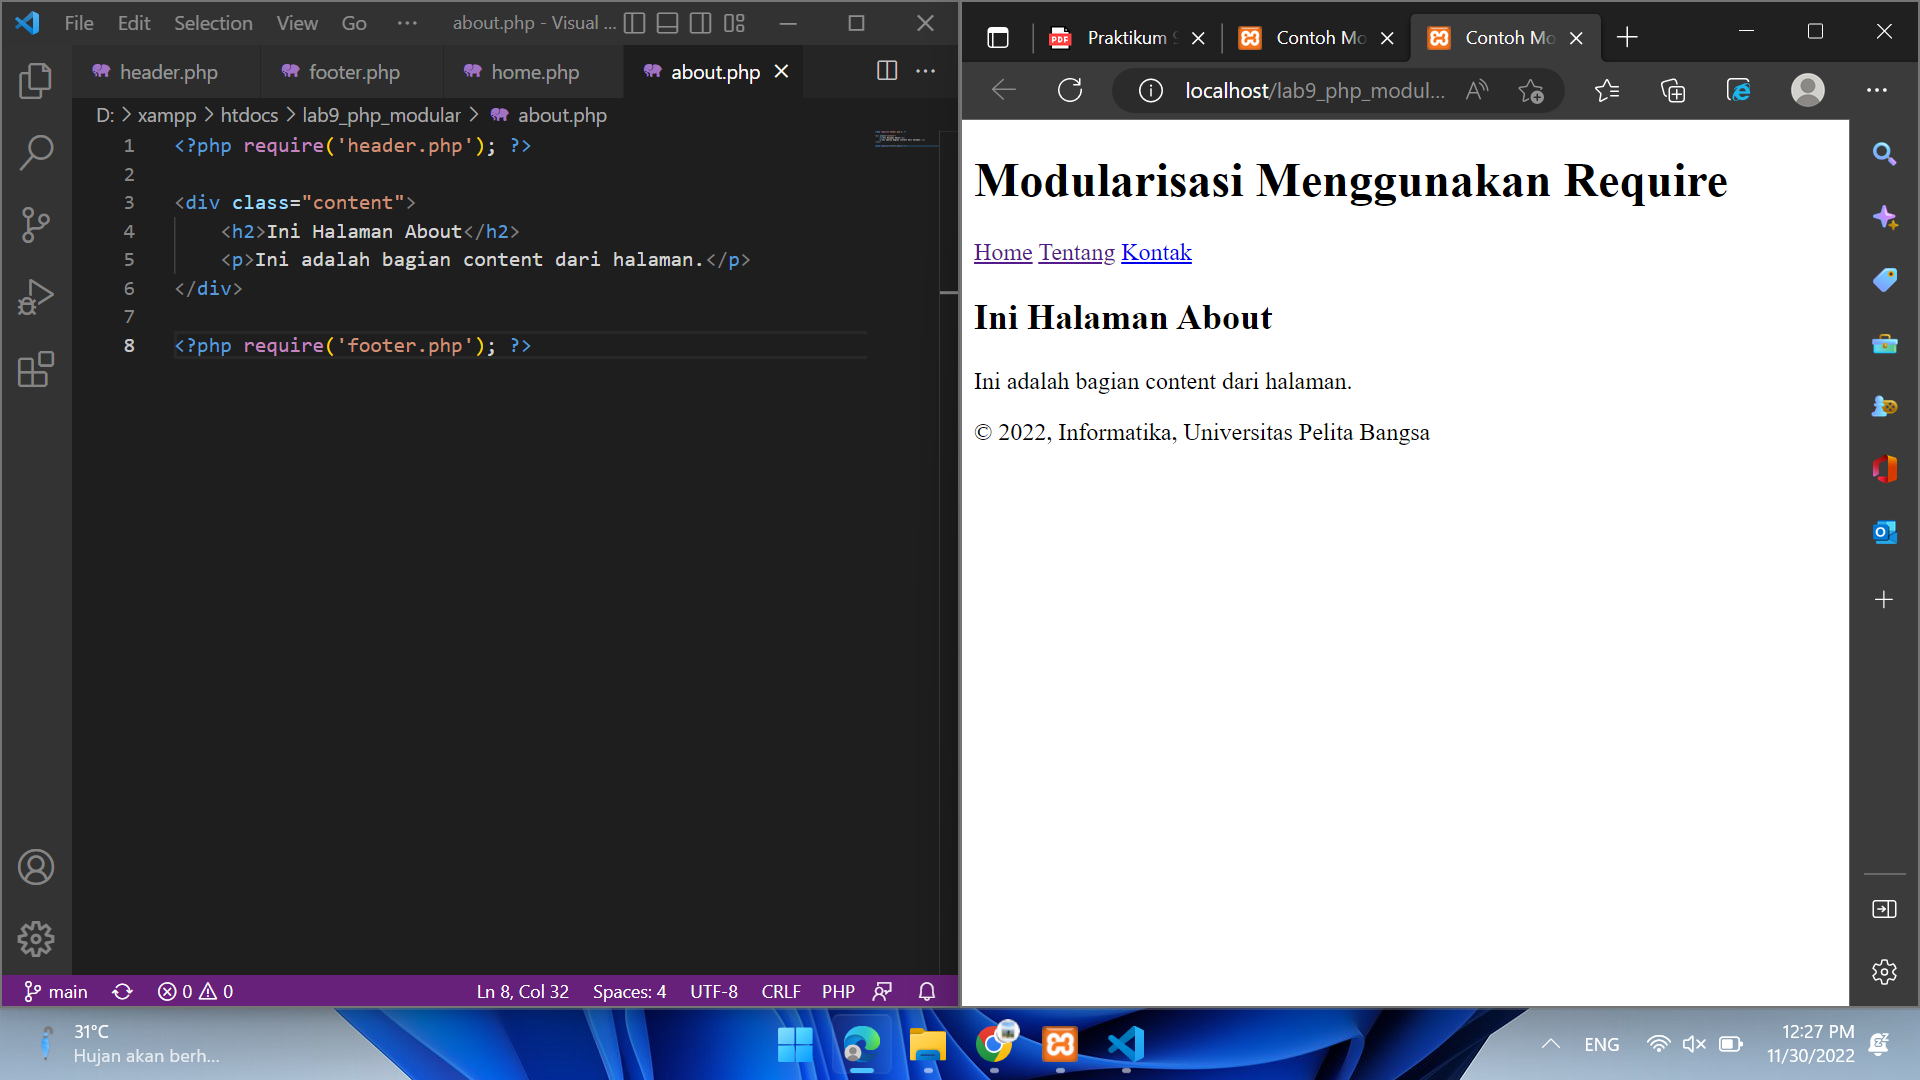 File Edit Selection View Go ··· about.php - Visual ...
header.php footer.php home.php about.php
D: > xampp > htdocs > lab9_php_modular > about.php
1 <?php require('header.php'); ?>
2
3 <div class="content">
4 <h2>Ini Halaman About</h2>
5 <p>Ini adalah bagian content dari halaman.</p>
6 </div>
7
8 <?php require('footer.php'); ?>
main 0 0 Ln 8, Col 32 Spaces: 4 UTF-8 CRLF PHP
PDF Praktikum 9 Contoh Mo Contoh Mo
localhost/lab9_php_modul...
Modularisasi Menggunakan Require
Home Tentang Kontak
Ini Halaman About
Ini adalah bagian content dari halaman.
© 2022, Informatika, Universitas Pelita Bangsa
31°C
Hujan akan berh...
ENG
12:27 PM
11/30/2022